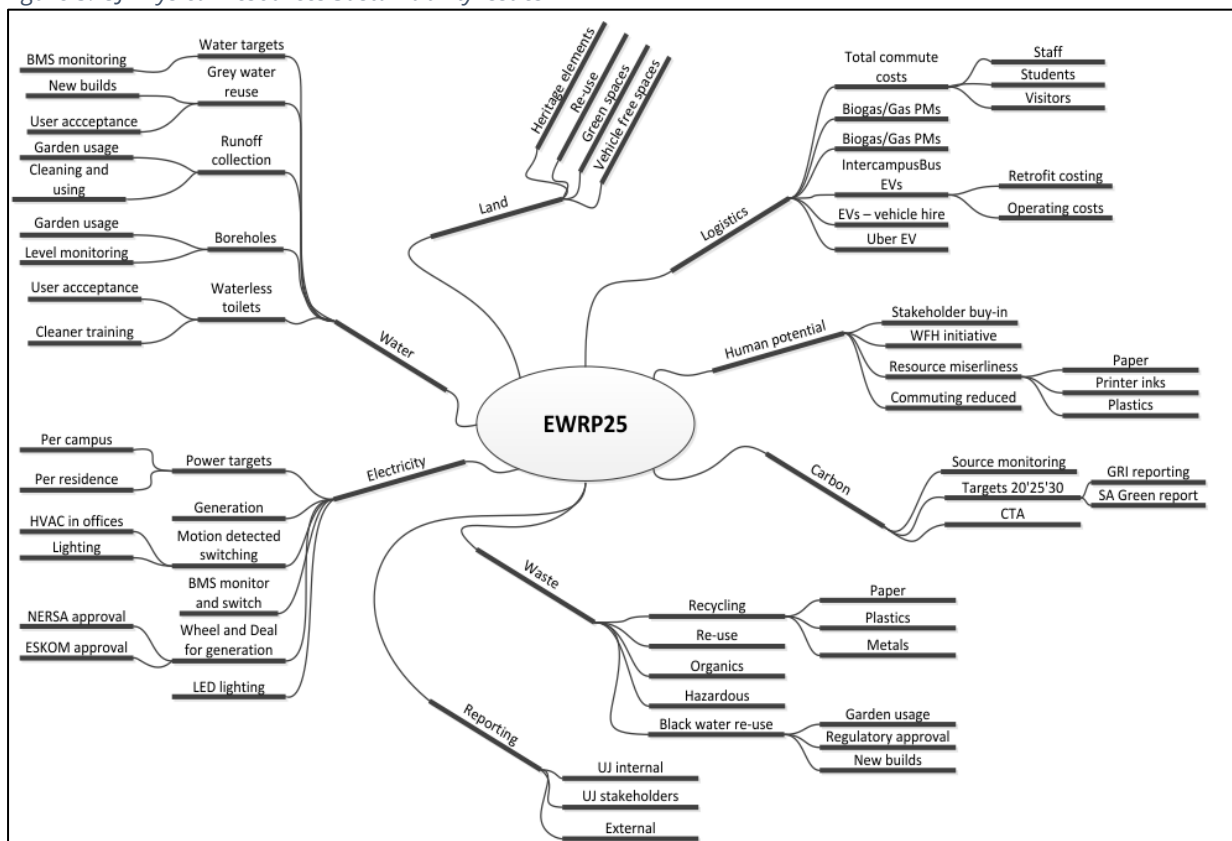 Water targets
BMS monitoring
Grey water
reuse
New builds
User accceptance
Runoff
collection
Garden usage
Cleaning and
using
Boreholes
Garden usage
Level monitoring
Waterless
toilets
User accceptance
Cleaner training
Water
Heritage elements
Re-use
Green spaces
Vehicle free spaces
Land
Total commute
costs
Staff
Students
Visitors
Biogas/Gas PMs
Biogas/Gas PMs
IntercampusBus
EVs
Retrofit costing
Operating costs
EVs – vehicle hire
Uber EV
Logistics
Human potential
Stakeholder buy-in
WFH initiative
Resource miserliness
Paper
Printer inks
Plastics
Commuting reduced
EWRP25
Electricity
Power targets
Per campus
Per residence
Generation
Motion detected
switching
HVAC in offices
Lighting
BMS monitor
and switch
Wheel and Deal
for generation
NERSA approval
ESKOM approval
LED lighting
Carbon
Source monitoring
Targets 20'25'30
GRI reporting
SA Green report
CTA
Waste
Recycling
Paper
Plastics
Metals
Re-use
Organics
Hazardous
Black water re-use
Garden usage
Regulatory approval
New builds
Reporting
UJ internal
UJ stakeholders
External